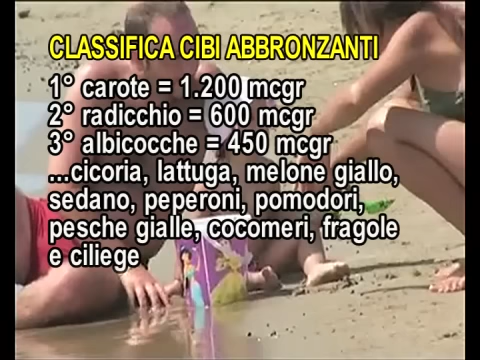 CLASSIFICA CIBI ABBRONZANTI
1° carote = 1.200 mcgr
2° radicchio = 600 mcgr
3° albicocche = 450 mcgr
...cicoria, lattuga, melone giallo,
sedano, peperoni, pomodori,
pesche gialle, cocomeri, fragole
e ciliege